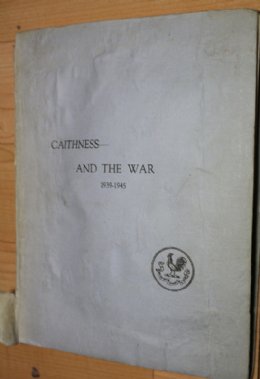 CAITHNESS—
AND THE WAR
1939-1945